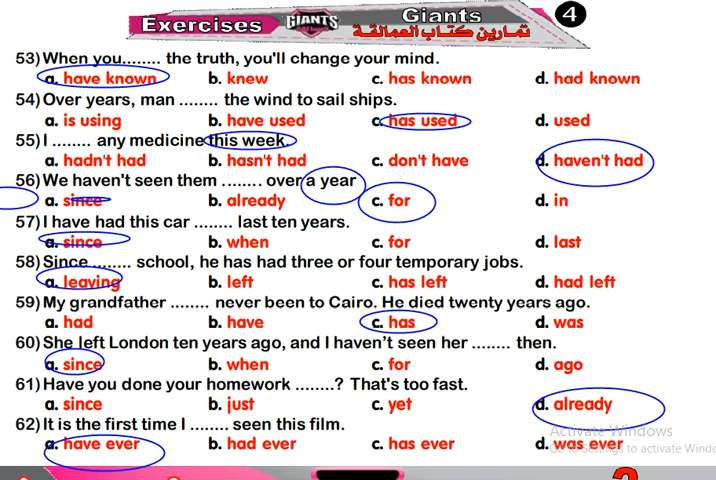 Exercises GIANTS Giants 4
تمارين كتاب العمالقة
53) When you........ the truth, you'll change your mind.
a. have known b. knew c. has known d. had known
54) Over years, man ........ the wind to sail ships.
a. is using b. have used c. has used d. used
55) I ........ any medicine this week.
a. hadn't had b. hasn't had c. don't have d. haven't had
56) We haven't seen them ........ over a year
a. since b. already c. for d. in
57) I have had this car ........ last ten years.
a. since b. when c. for d. last
58) Since ........ school, he has had three or four temporary jobs.
a. leaving b. left c. has left d. had left
59) My grandfather ........ never been to Cairo. He died twenty years ago.
a. had b. have c. has d. was
60) She left London ten years ago, and I haven't seen her ........ then.
a. since b. when c. for d. ago
61) Have you done your homework ........? That's too fast.
a. since b. just c. yet d. already
62) It is the first time I ........ seen this film.
a. have ever b. had ever c. has ever d. was ever
Activate Windows
Go to Settings to activate Windo